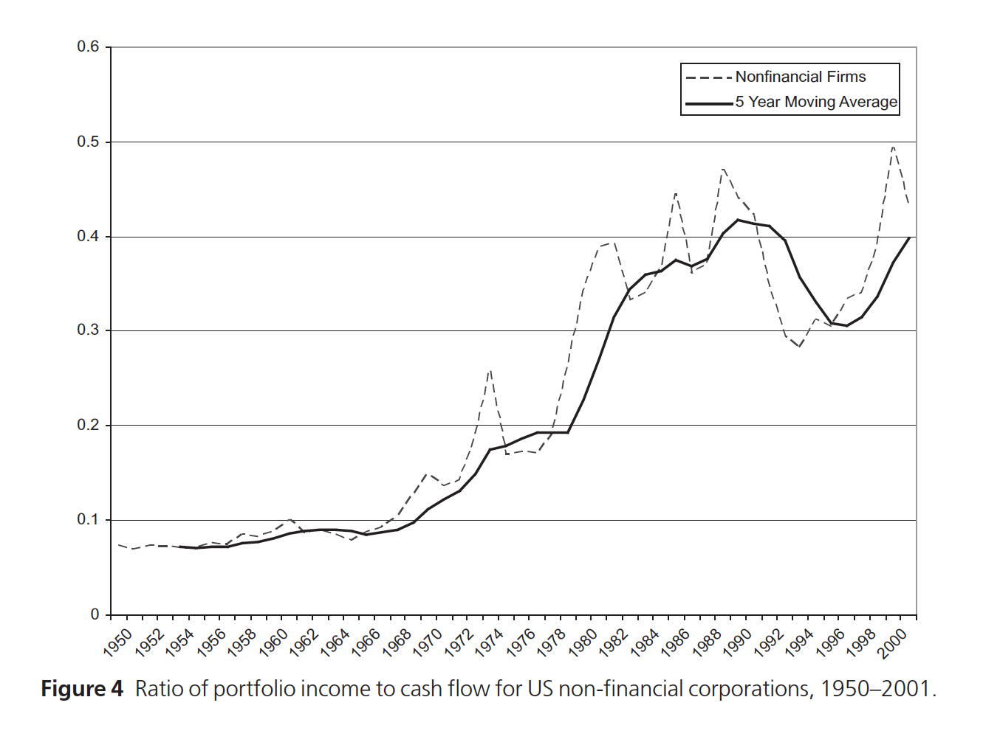 0.6
Nonfinancial Firms
5 Year Moving Average
0.5
0.4
0.3
0.2
0.1
0
1950 1952 1954 1956 1958 1960 1962 1964 1966 1968 1970 1972 1974 1976 1978 1980 1982 1984 1986 1988 1990 1992 1994 1996 1998 2000
Figure 4 Ratio of portfolio income to cash flow for US non-financial corporations, 1950–2001.